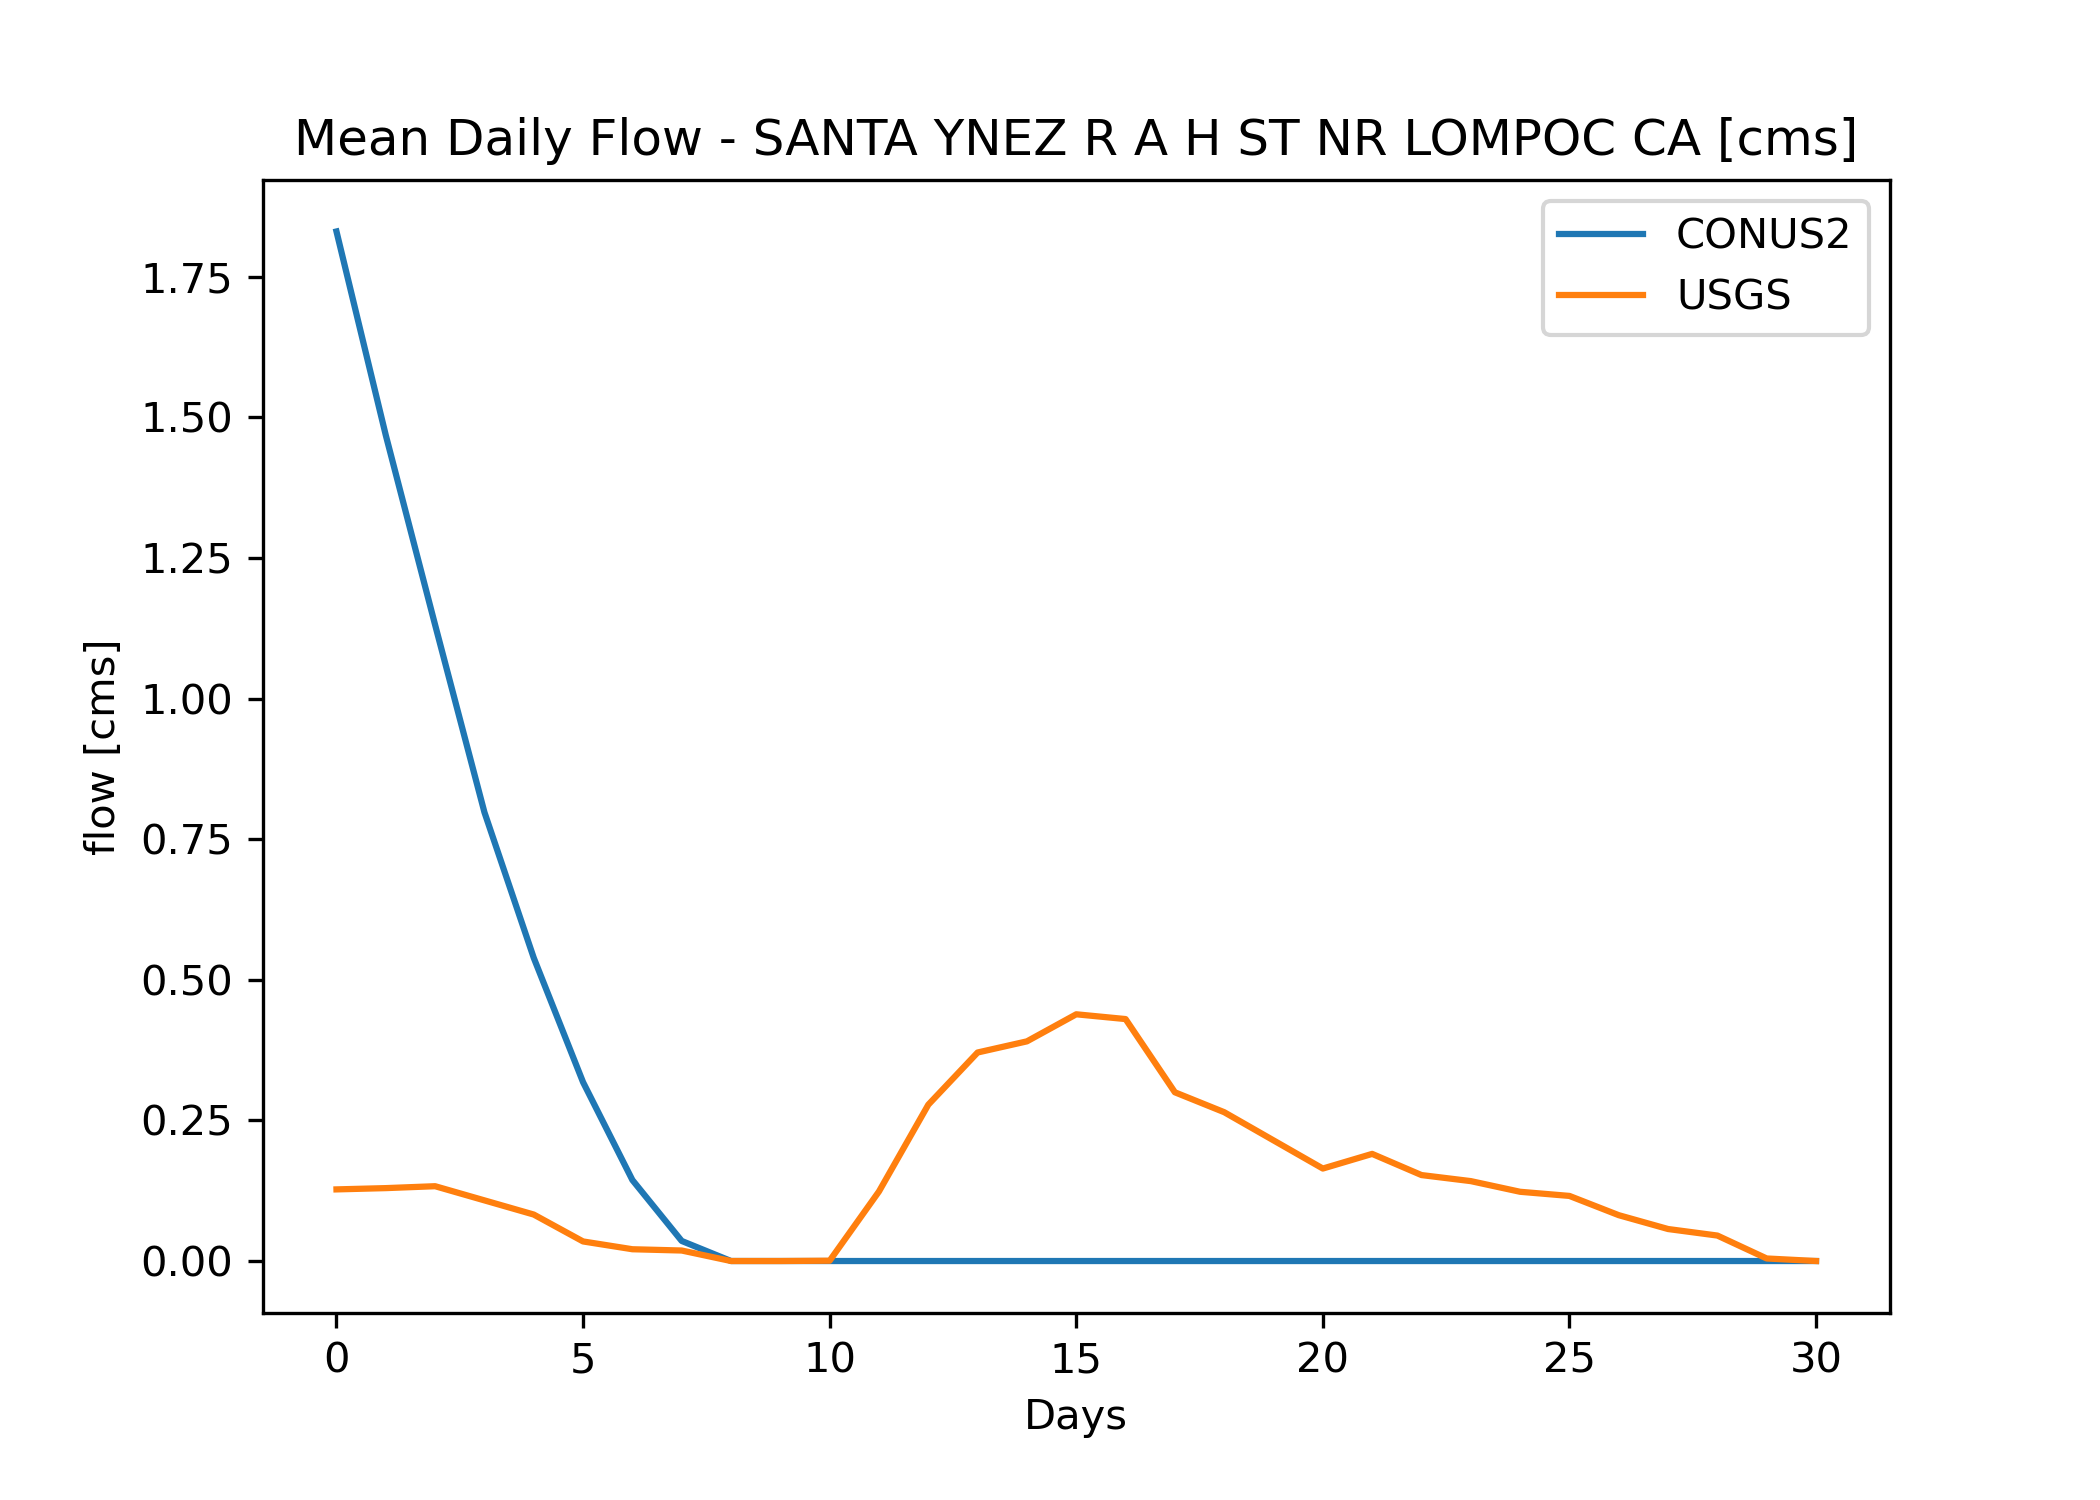 Mean Daily Flow - SANTA YNEZ R A H ST NR LOMPOC CA [cms]
CONUS2
USGS
flow [cms]
1.75
1.50
1.25
1.00
0.75
0.50
0.25
0.00
0 5 10 15 20 25 30
Days